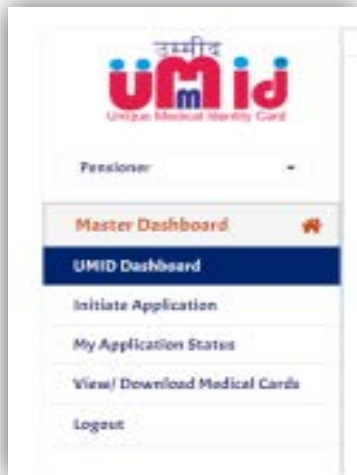 उम्मीद
UMid
Unique Medical Identity Card
Pensioner
Master Dashboard
UMID Dashboard
Initiate Application
My Application Status
View/ Download Medical Cards
Logout